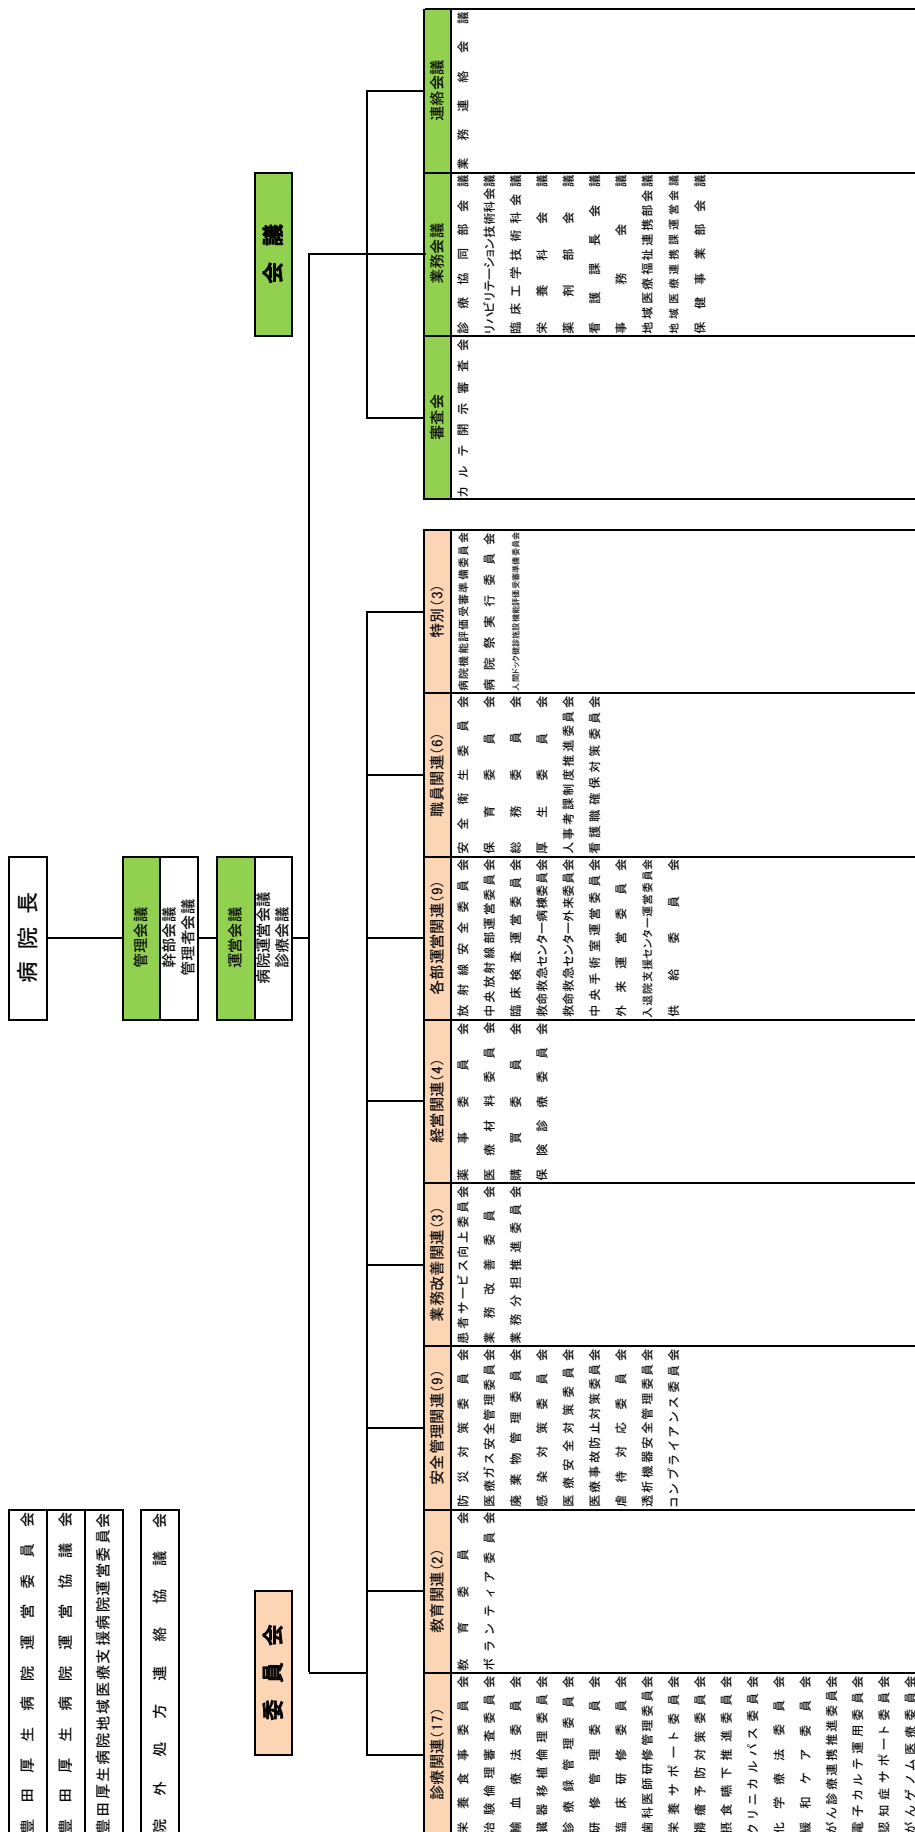 病院長
管理会議
幹部会議
管理者会議
運営会議
病院運営会議
診療会議
豊田厚生病院運営委員会
豊田厚生病院運営協議会
豊田厚生病院地域医療支援病院運営委員会
院外処方連絡協議会
委員会
会議
診療関連(17)
栄養食事委員会
治験倫理審査委員会
輸血療法委員会
臓器移植倫理委員会
診療録管理委員会
研修管理委員会
臨床研修委員会
歯科医師研修管理委員会
栄養サポート委員会
褥瘡予防対策委員会
摂食嚥下推進委員会
クリニカルパス委員会
化学療法委員会
緩和ケア委員会
がん診療連携推進委員会
電子カルテ運用委員会
認知症サポート委員会
がんゲノム医療委員会
教育関連(2)
教育委員会
ボランティア委員会
安全管理関連(9)
防災対策委員会
医療ガス安全管理委員会
廃棄物管理委員会
感染対策委員会
医療安全対策委員会
医療事故防止対策委員会
虐待対応委員会
透析機器安全管理委員会
コンプライアンス委員会
業務改善関連(3)
患者サービス向上委員会
業務改善委員会
業務分担推進委員会
経営関連(4)
薬事委員会
医療材料委員会
購買委員会
保険診療委員会
各部運営関連(9)
放射線安全委員会
中央放射線部運営委員会
臨床検査運営委員会
救命救急センター病棟委員会
救命救急センター外来委員会
中央手術室運営委員会
外来運営委員会
入退院支援センター運営委員会
供給委員会
職員関連(6)
安全衛生委員会
保育委員会
総務委員会
厚生委員会
人事考課制度推進委員会
看護職確保対策委員会
特別(3)
病院機能評価受審準備委員会
病院祭実行委員会
人間ドック健診施設機能評価受審準備委員会
審査会
カルテ開示審査会
業務会議
診療協同部会議
リハビリテーション技術科会議
臨床工学技術科会議
栄養科会議
薬剤部会議
看護課長会議
事務会議
地域医療福祉連携部会議
地域医療連携課運営会議
保健事業部会議
連絡会議
業務連絡会議